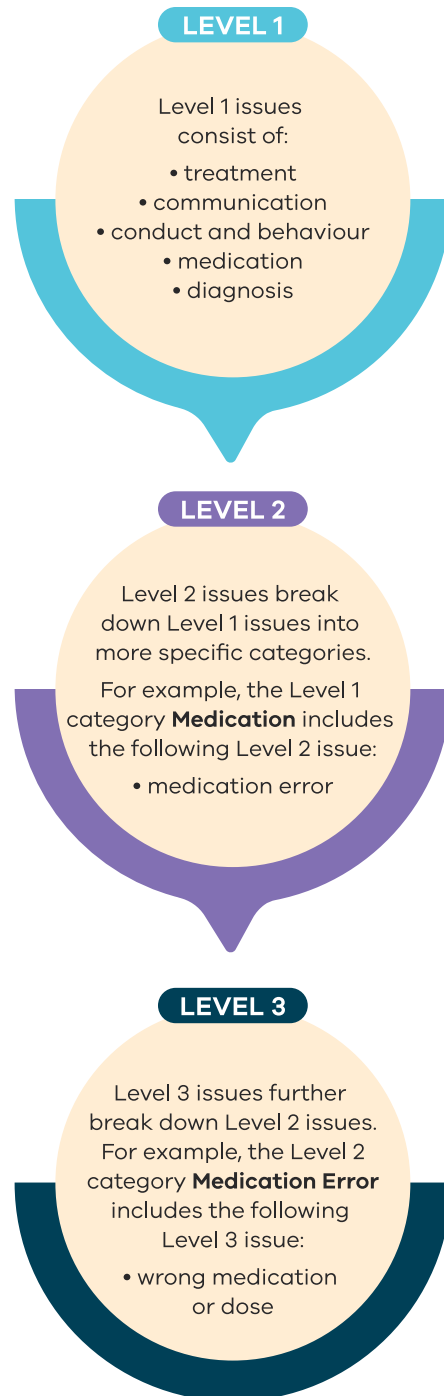 LEVEL 1
Level 1 issues
consist of:
• treatment
• communication
• conduct and behaviour
• medication
• diagnosis
LEVEL 2
Level 2 issues break
down Level 1 issues into
more specific categories.
For example, the Level 1
category Medication includes
the following Level 2 issue:
• medication error
LEVEL 3
Level 3 issues further
break down Level 2 issues.
For example, the Level 2
category Medication Error
includes the following
Level 3 issue:
• wrong medication
or dose